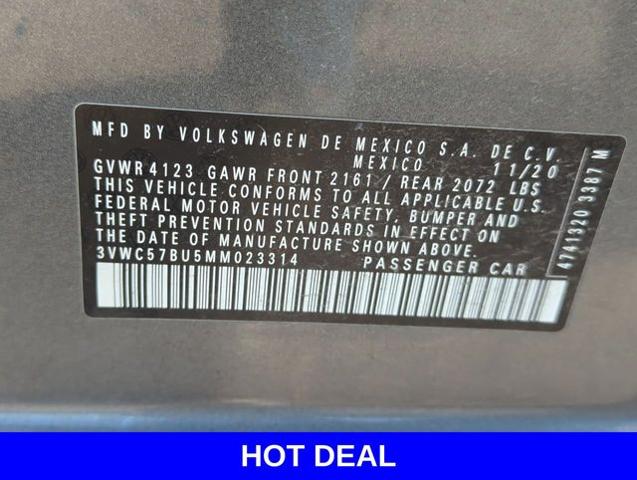 MFD BY VOLKSWAGEN DE MEXICO S.A. DE C.V.
MEXICO 11/20
GVWR 4123 GAWR FRONT 2161 / REAR 2072 LBS
THIS VEHICLE CONFORMS TO ALL APPLICABLE U.S.
FEDERAL MOTOR VEHICLE SAFETY, BUMPER AND
THEFT PREVENTION STANDARDS IN EFFECT ON
THE DATE OF MANUFACTURE SHOWN ABOVE.
3VWC57BU5MM023314 PASSENGER CAR
4741320 3387 M
HOT DEAL